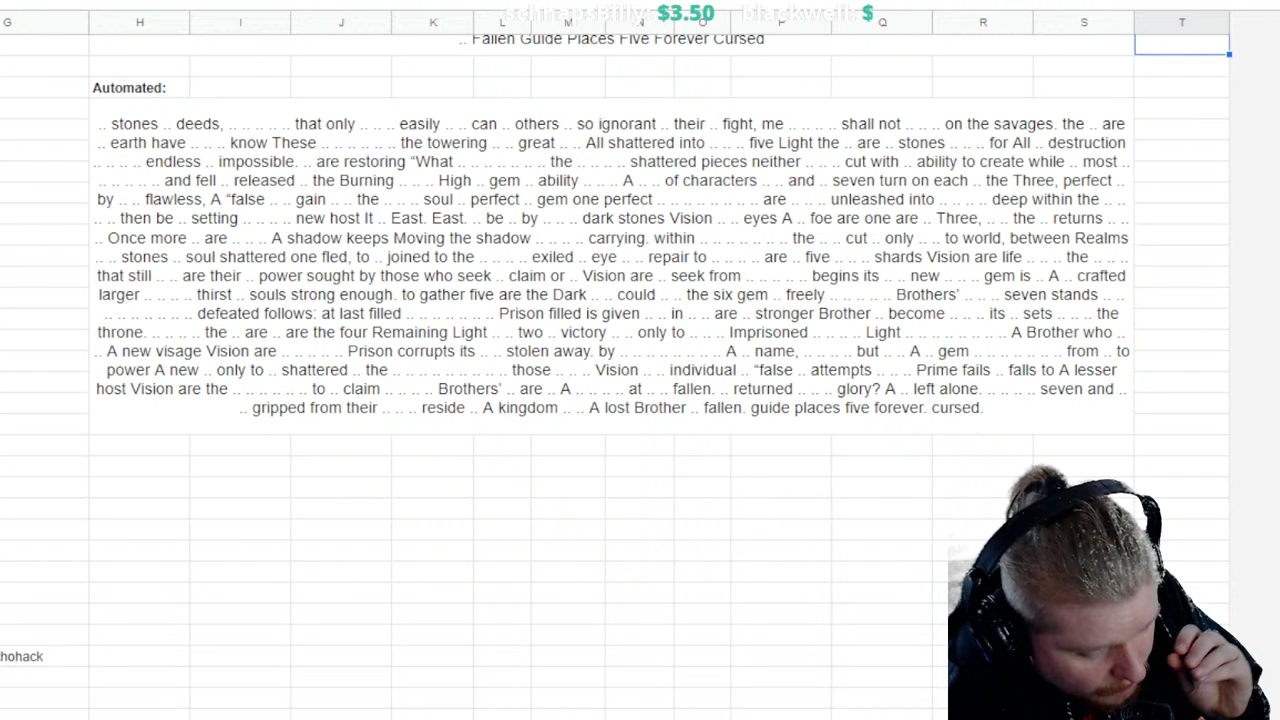 schnapsBilly: $3.50 blackwell: $
G H I J K L M N O P Q R S T
.. Fallen Guide Places Five Forever Cursed
Automated:
.. stones .. deeds, .. .. .. .. that only .. .. .. easily .. can .. others .. so ignorant .. their .. fight, me .. .. .. .. shall not .. .. .. on the savages. the .. are
.. earth have .. .. .. know These .. .. .. .. .. the towering .. .. great .. .. All shattered into .. .. .. five Light the .. are .. stones .. .. .. for All .. destruction
.. .. .. .. endless .. impossible. .. are restoring “What .. .. .. .. .. .. the .. .. .. shattered pieces neither .. .. cut with .. ability to create while .. most ..
.. .. .. .. .. and fell .. released .. the Burning .. .. .. High .. gem .. ability .. .. .. A .. .. of characters .. .. and .. seven turn on each .. the Three, perfect ..
by .. .. flawless, A “false .. .. gain .. .. the .. .. soul .. perfect .. gem one perfect .. .. .. .. .. .. .. are .. .. unleashed into .. .. .. deep within the .. ..
.. .. then be .. setting .. .. .. new host It .. East. East. .. be .. by .. .. .. dark stones Vision .. .. eyes A .. foe are one are .. Three, .. .. the .. returns .. ..
.. Once more .. are .. .. .. A shadow keeps Moving the shadow .. .. .. .. carrying. within .. .. .. .. .. .. .. the .. .. cut .. only .. .. to world, between Realms
.. .. stones .. soul shattered one fled, to .. joined to the .. .. .. .. exiled .. eye .. .. repair to .. .. .. .. are .. five .. .. .. shards Vision are life .. .. the .. ..
that still .. .. are their .. power sought by those who seek .. claim or .. Vision are .. seek from .. .. .. .. .. begins its .. .. new .. .. gem is .. A .. crafted
larger .. .. .. .. thirst .. souls strong enough. to gather five are the Dark .. .. could .. .. the six gem .. freely .. .. .. .. .. Brothers’ .. .. .. seven stands .. ..
.. .. .. .. .. .. defeated follows: at last filled .. .. .. .. .. .. Prison filled is given .. .. in .. .. are .. stronger Brother .. become .. .. .. its .. sets .. .. .. the
throne. .. .. .. .. the .. are .. are the four Remaining Light .. .. two .. victory .. .. only to .. .. Imprisoned .. .. .. Light .. .. .. .. .. .. .. A Brother who ..
.. A new visage Vision are .. .. .. .. .. Prison corrupts its .. .. stolen away. by .. .. .. .. .. .. .. A .. name, .. .. .. but .. A gem .. .. .. .. .. .. from .. to
power A new .. only to .. shattered .. the .. .. .. .. .. .. those .. .. Vision .. individual .. “false .. attempts .. .. .. Prime fails .. falls to A lesser
host Vision are the .. .. .. .. .. to .. claim .. .. .. Brothers’ .. are .. A .. .. .. at .. fallen. .. returned .. .. .. glory? A .. left alone. .. .. .. .. seven and ..
.. gripped from their .. .. .. reside .. A kingdom .. .. A lost Brother .. fallen. guide places five forever. cursed.
hohack